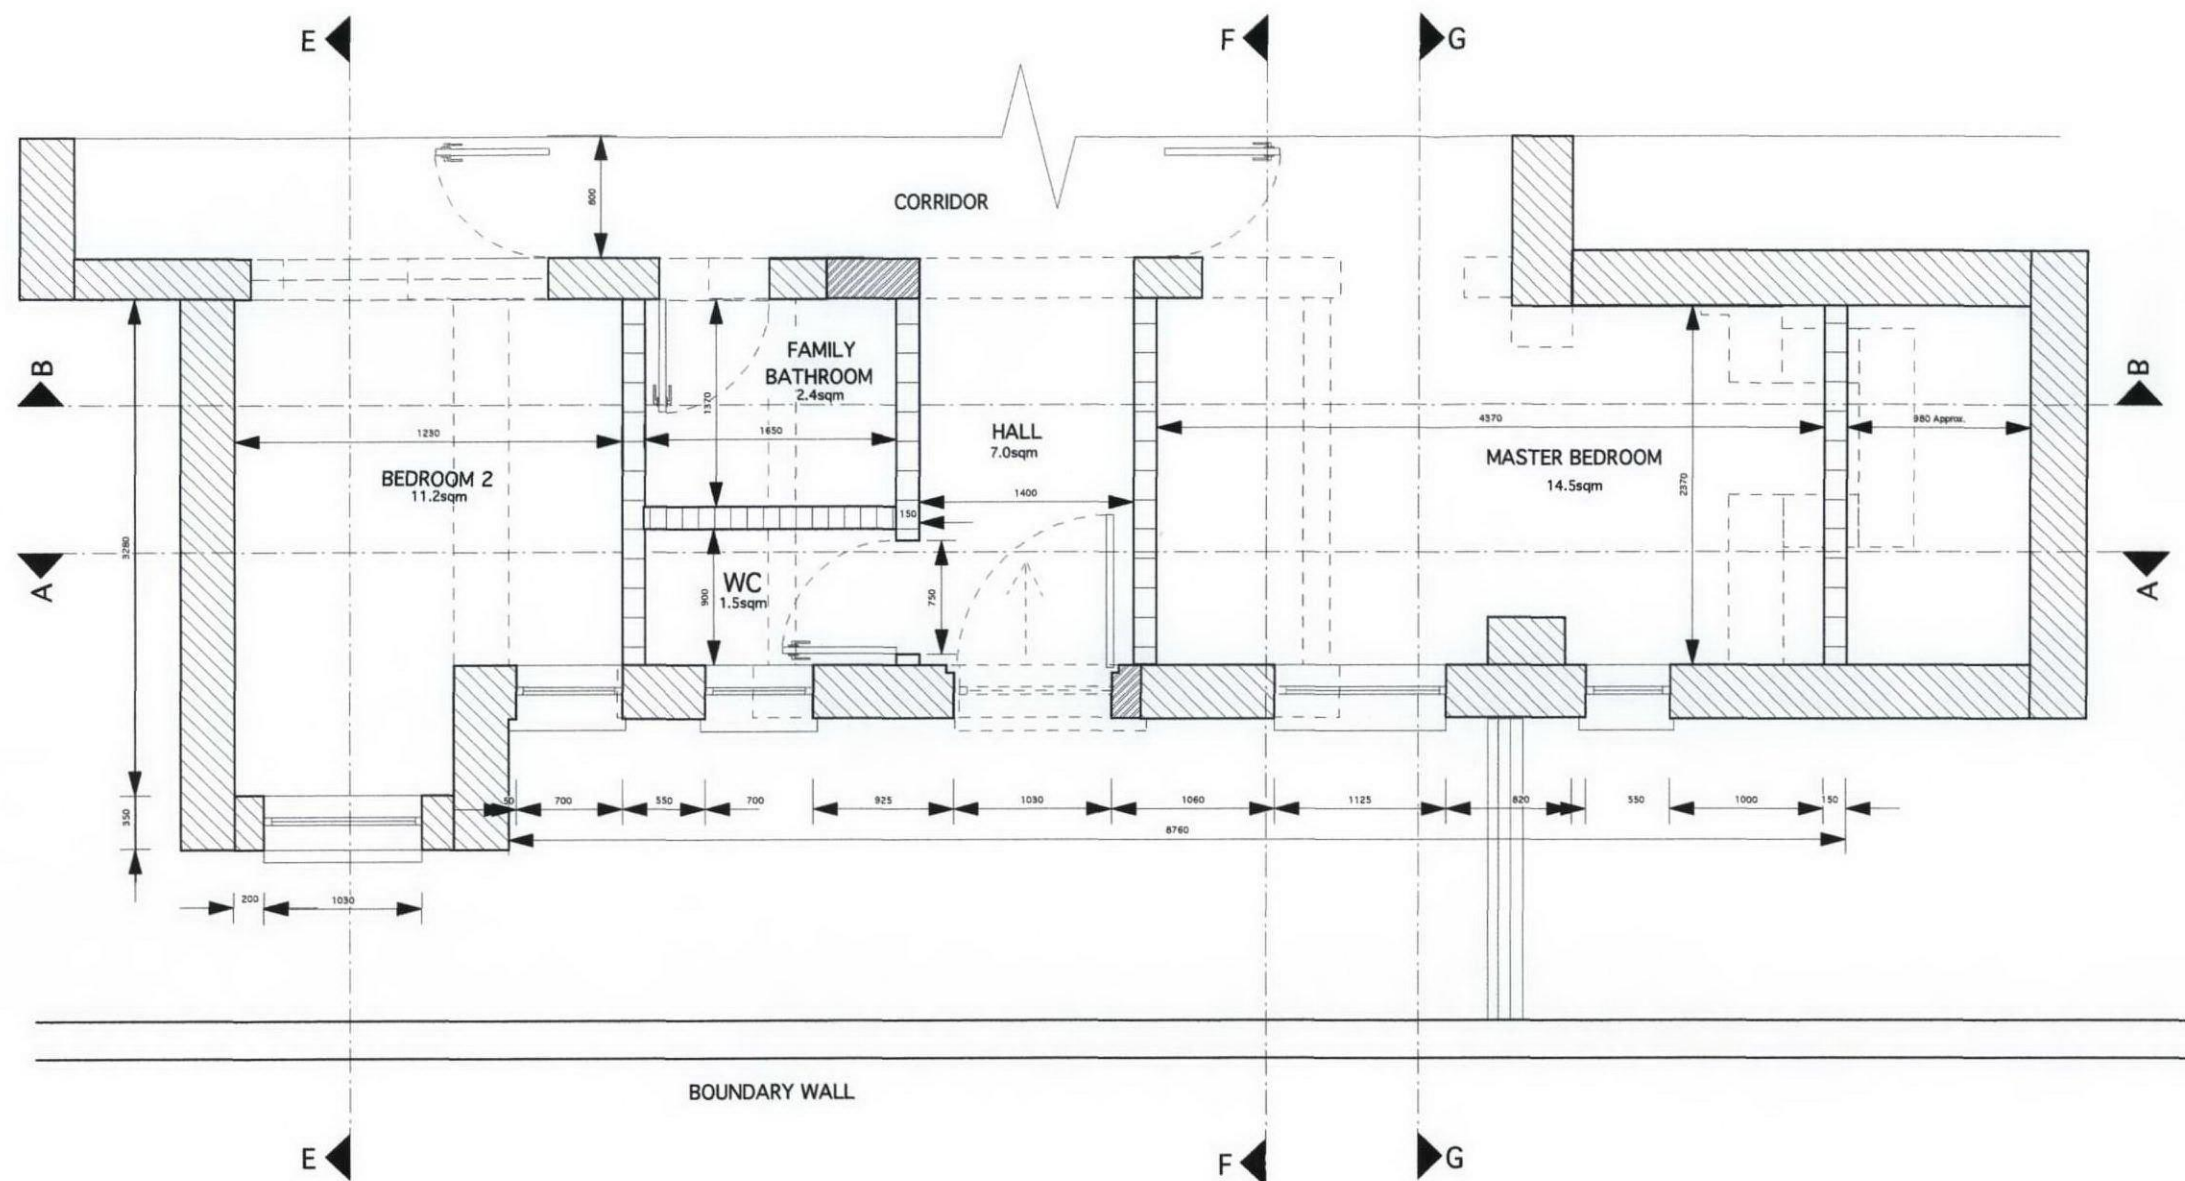 E
F
G
CORRIDOR
800
B
B
FAMILY
BATHROOM
2.4sqm
1370
1230
1650
HALL
7.0sqm
4370
980 Approx.
BEDROOM 2
11.2sqm
MASTER BEDROOM
14.5sqm
2370
1400
150
3280
A
A
WC
1.5sqm
900
750
50
700
550
700
925
1030
1060
1125
820
550
1000
150
350
8760
200
1030
BOUNDARY WALL
E
F
G